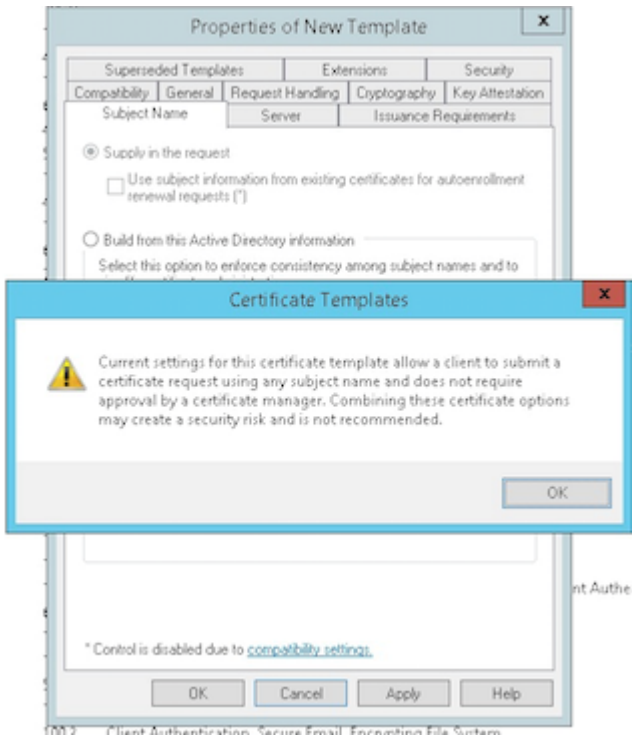 Properties of New Template
x
Superseded Templates Extensions Security
Compatibility General Request Handling Cryptography Key Attestation
Subject Name Server Issuance Requirements
Supply in the request
Use subject information from existing certificates for autoenrollment
renewal requests (*)
Build from this Active Directory information
Select this option to enforce consistency among subject names and to
Certificate Templates
x
Current settings for this certificate template allow a client to submit a
certificate request using any subject name and does not require
approval by a certificate manager. Combining these certificate options
may create a security risk and is not recommended.
OK
nt Authe
* Control is disabled due to compatibility settings.
OK Cancel Apply Help
100.3 Client Authentication, Secure Email, Encrypting File System